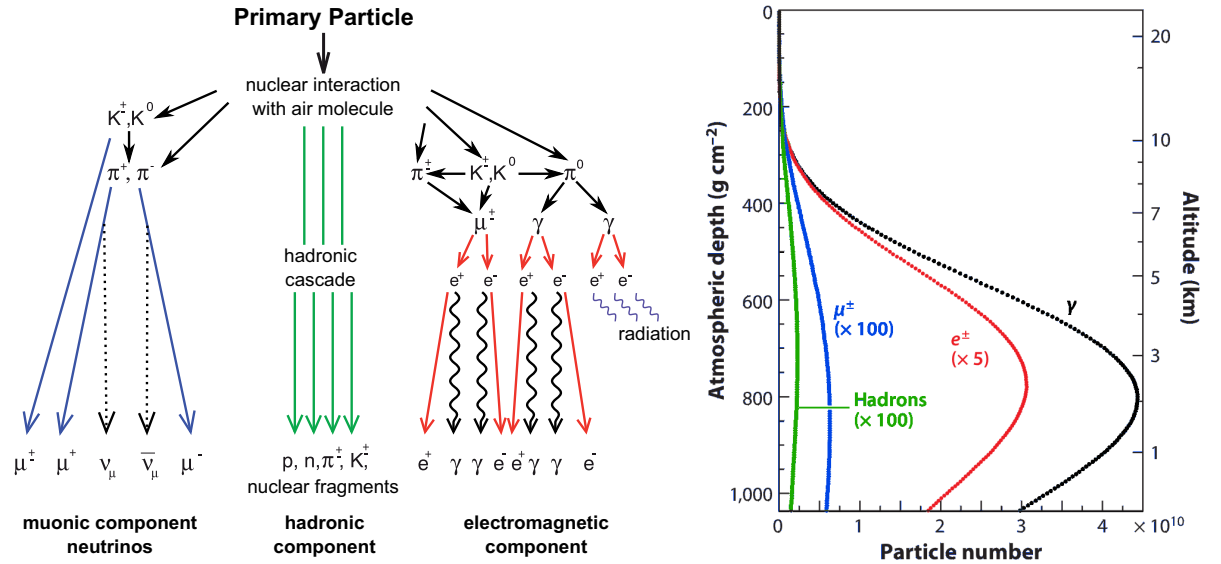 Primary Particle
nuclear interaction
with air molecule
K±,K⁰
π⁺, π⁻
π±
K±,K⁰
π⁰
μ±
γ
γ
hadronic
cascade
e⁺ e⁻ e⁺ e⁻ e⁺ e⁻
radiation
μ± μ⁺ νμ ν̄μ μ⁻
p, n,π±, K±,
nuclear fragments
e⁺ γ γ e⁻ e⁺ γ γ e⁻
muonic component
neutrinos
hadronic
component
electromagnetic
component
Atmospheric depth (g cm⁻²)
0
200
400
600
800
1,000
Altitude (km)
20
10
7
5
3
1
γ
μ±
(× 100)
e±
(× 5)
Hadrons
(× 100)
0 1 2 3 4 × 10¹⁰
Particle number